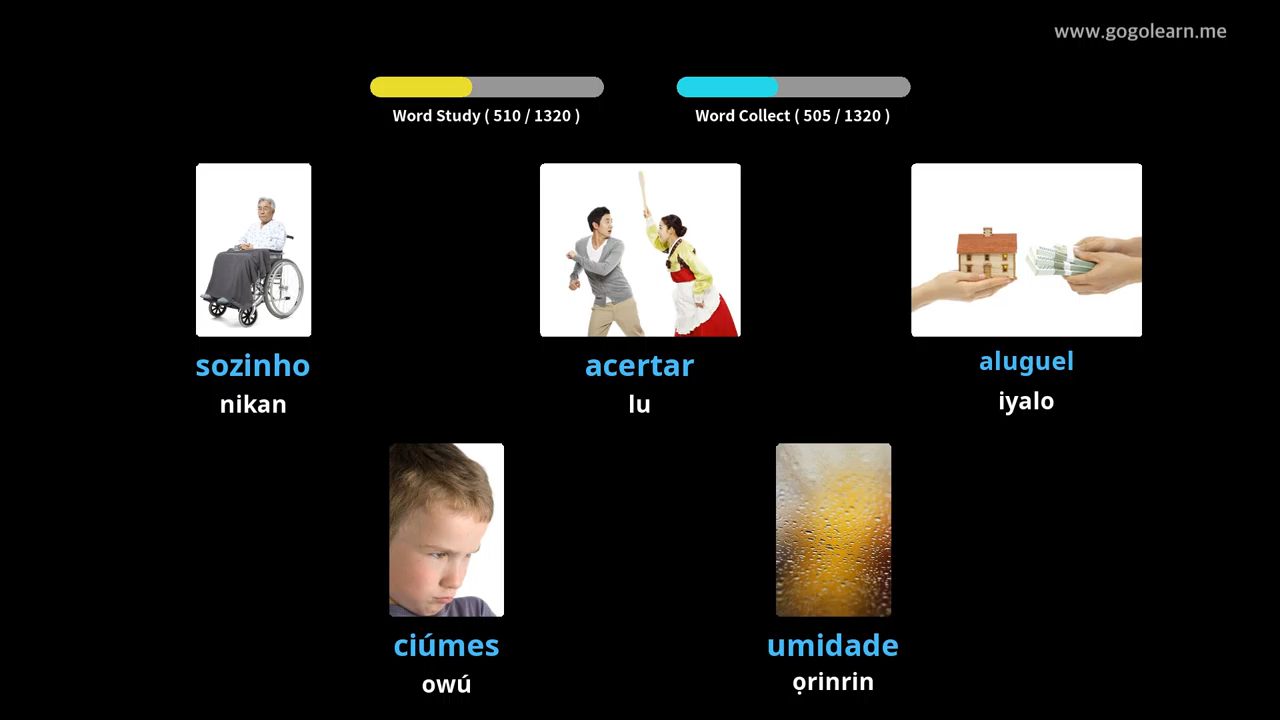 www.gogolearn.me
Word Study ( 510 / 1320 )
Word Collect ( 505 / 1320 )
sozinho
nikan
acertar
lu
aluguel
iyalo
ciúmes
owú
umidade
ọrinrin